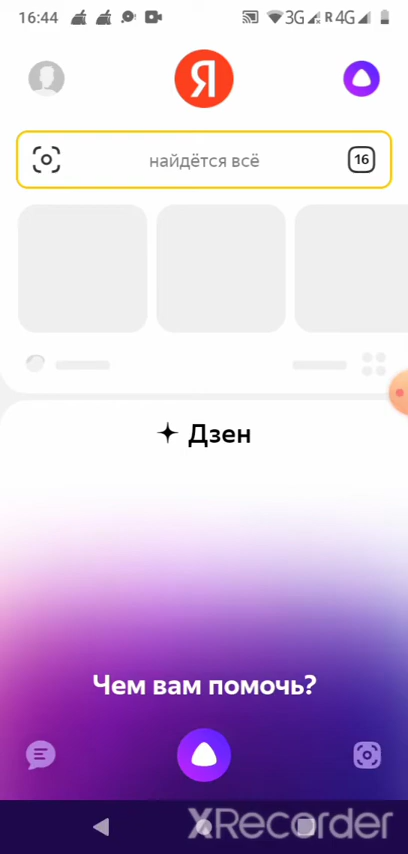 16:44 3G R 4G
Я
найдётся всё 16
Дзен
Чем вам помочь?
XRecorder